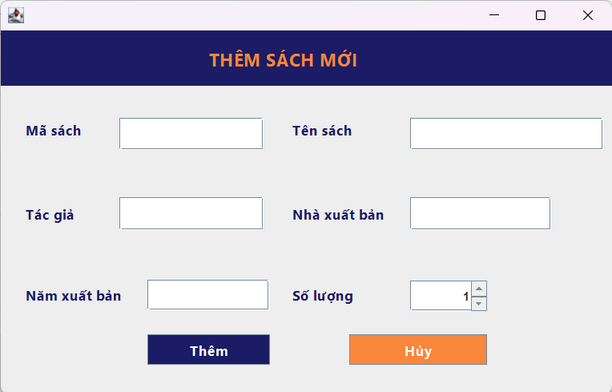 THÊM SÁCH MỚI
Mã sách
Tên sách
Tác giả
Nhà xuất bản
Năm xuất bản
Số lượng
1
Thêm
Hủy